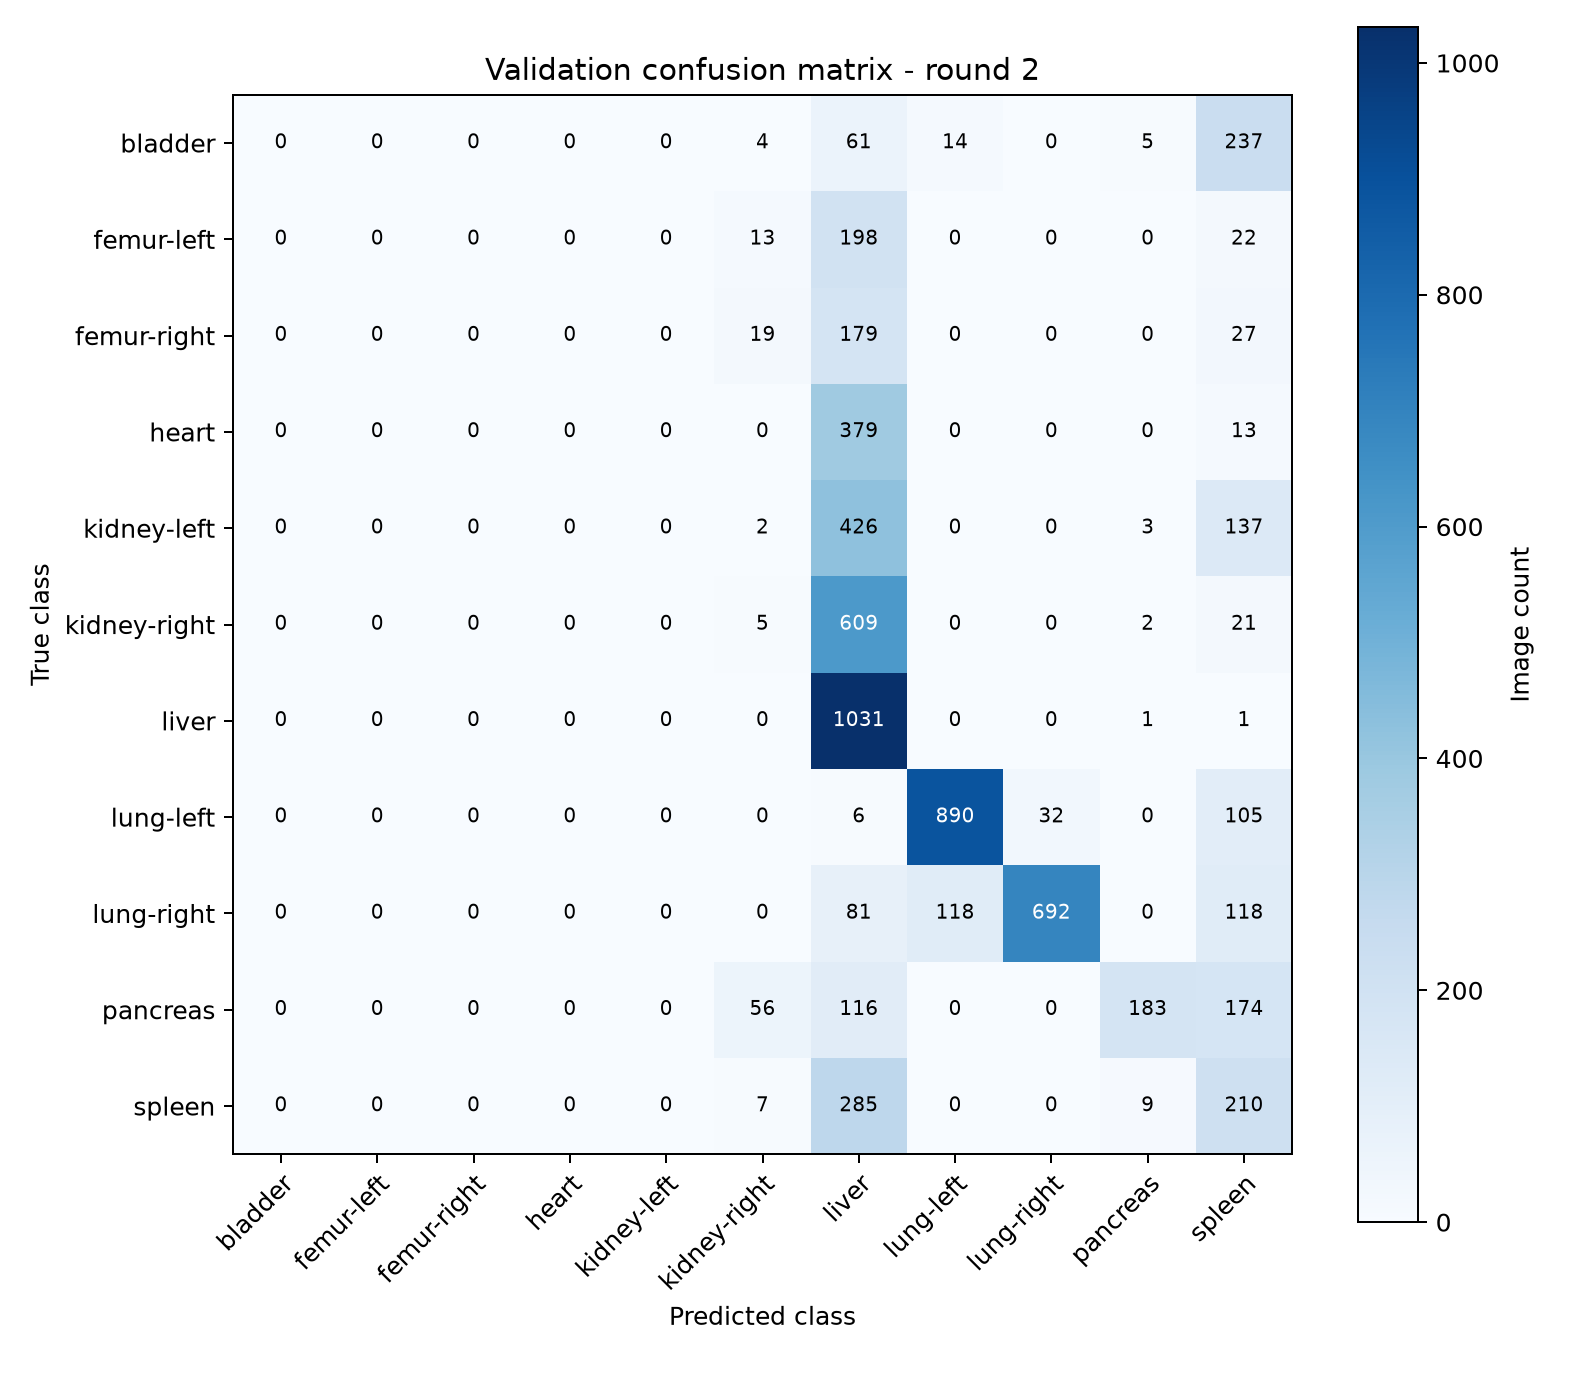 Validation confusion matrix - round 2
bladder 0 0 0 0 0 4 61 14 0 5 237
femur-left 0 0 0 0 0 13 198 0 0 0 22
femur-right 0 0 0 0 0 19 179 0 0 0 27
heart 0 0 0 0 0 0 379 0 0 0 13
kidney-left 0 0 0 0 0 2 426 0 0 3 137
kidney-right 0 0 0 0 0 5 609 0 0 2 21
liver 0 0 0 0 0 0 1031 0 0 1 1
lung-left 0 0 0 0 0 0 6 890 32 0 105
lung-right 0 0 0 0 0 0 81 118 692 0 118
pancreas 0 0 0 0 0 56 116 0 0 183 174
spleen 0 0 0 0 0 7 285 0 0 9 210
True class
bladder femur-left femur-right heart kidney-left kidney-right liver lung-left lung-right pancreas spleen
Predicted class
1000
800
600
400
200
0
Image count